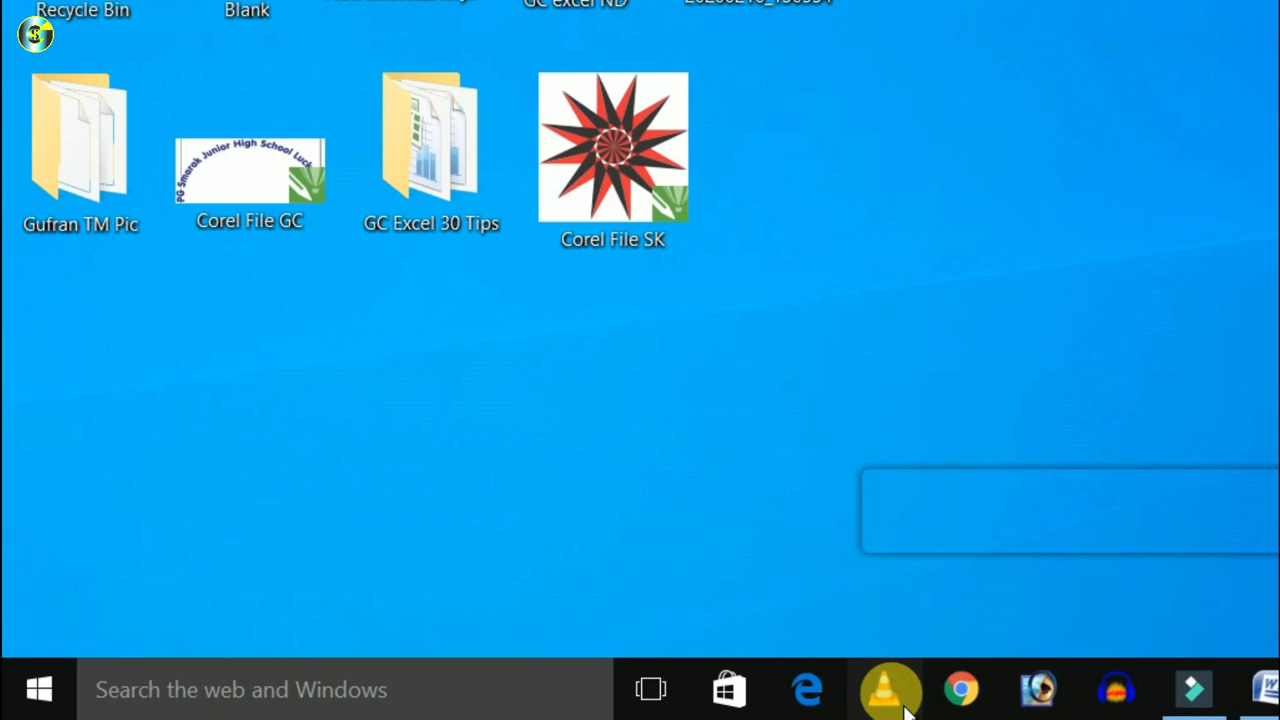 Recycle Bin
Blank
GC excel ND
Gufran TM Pic
PG Smarak Junior High School Luck
Corel File GC
GC Excel 30 Tips
Corel File SK
Search the web and Windows
W